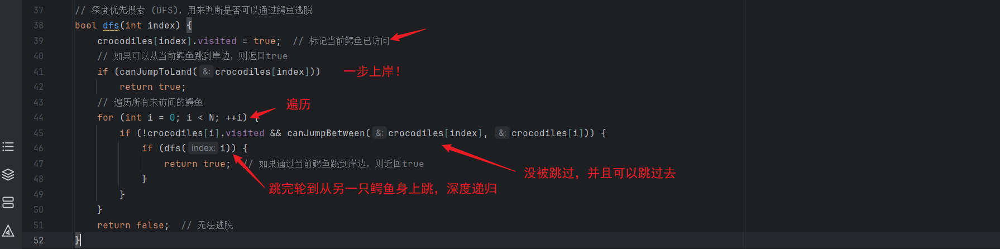 37 // 深度优先搜索 (DFS)，用来判断是否可以通过鳄鱼逃脱
38 bool dfs(int index) {
39 crocodiles[index].visited = true;  // 标记当前鳄鱼已访问
40 // 如果可以从当前鳄鱼跳到岸边，则返回true
41 if (canJumpToLand( &: crocodiles[index])) 一步上岸！
42 return true;
43 // 遍历所有未访问的鳄鱼
遍历
44 for (int i = 0; i < N; ++i) {
45 if (!crocodiles[i].visited && canJumpBetween( &: crocodiles[index], &: crocodiles[i])) {
46 if (dfs( index: i)) {
47 return true;  // 如果通过当前鳄鱼跳到岸边，则返回true
没被跳过，并且可以跳过去
48 }
跳完轮到从另一只鳄鱼身上跳，深度递归
49 }
50 }
51 return false;  // 无法逃脱
52 }